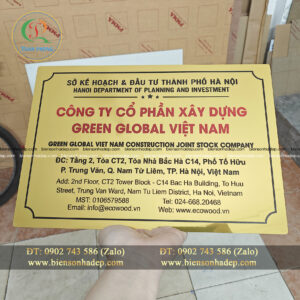 Biensonhadep.com
SỞ KẾ HOẠCH & ĐẦU TƯ THÀNH PHỐ HÀ NỘI
HANOI DEPARTMENT OF PLANNING AND INVESTMENT
CÔNG TY CỔ PHẦN XÂY DỰNG
GREEN GLOBAL VIỆT NAM
GREEN GLOBAL VIET NAM CONSTRUCTION JOINT STOCK COMPANY
ĐC: Tầng 2, Tòa CT2, Tòa Nhà Bắc Hà C14, Phố Tố Hữu
P. Trung Văn, Q. Nam Từ Liêm, TP. Hà Nội, Việt Nam
Add: 2nd Floor, CT2 Tower Block - C14 Bac Ha Building, To Huu
Street, Trung Van Ward, Nam Tu Liem District, Ha Noi, Vietnam
MST: 0106579588 Tel: 024-668.20468
Email: info@ecowood.vn Web: www.ecowood.vn
ĐT: 0902 743 586 (Zalo) ĐT: 0902 743 586 (Zalo)
www.biensonhadep.com www.biensonhadep.com